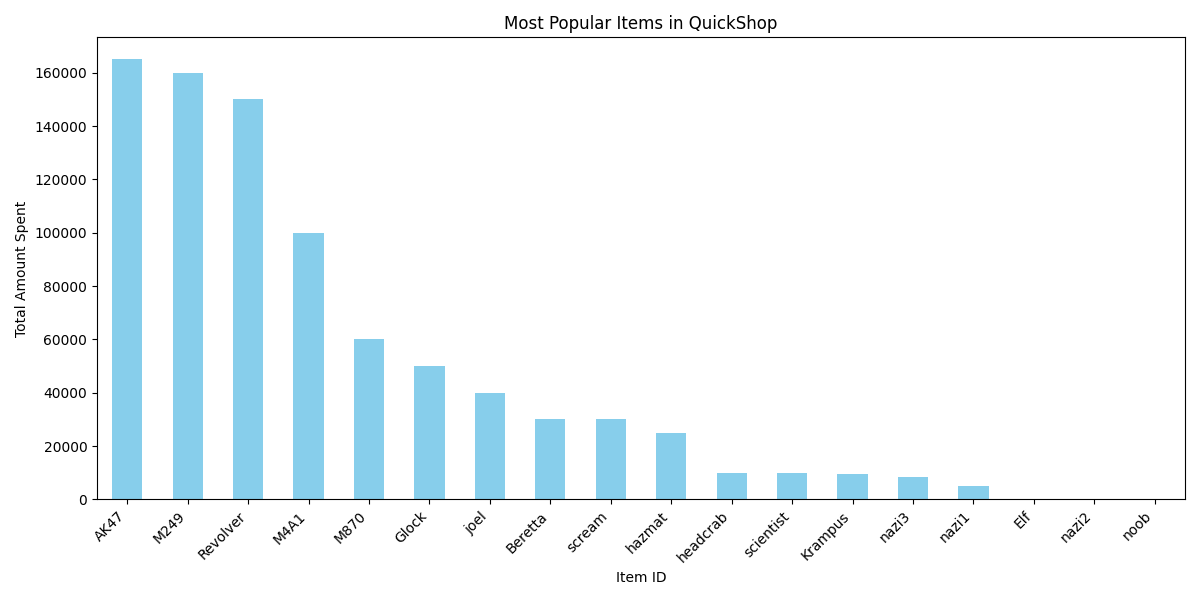 Most Popular Items in QuickShop
Total Amount Spent
160000
140000
120000
100000
80000
60000
40000
20000
0
AK47
M249
Revolver
M4A1
M870
Glock
joel
Beretta
scream
hazmat
headcrab
scientist
Krampus
nazi3
nazi1
Elf
nazi2
noob
Item ID